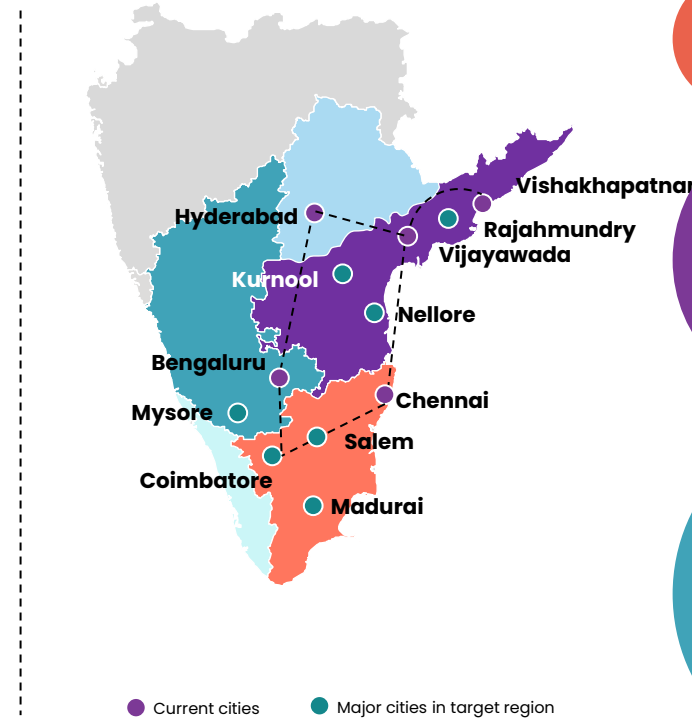 Vishakhapatnam
Hyderabad
Rajahmundry
Vijayawada
Kurnool
Nellore
Bengaluru
Chennai
Mysore
Salem
Coimbatore
Madurai
Current cities
Major cities in target region